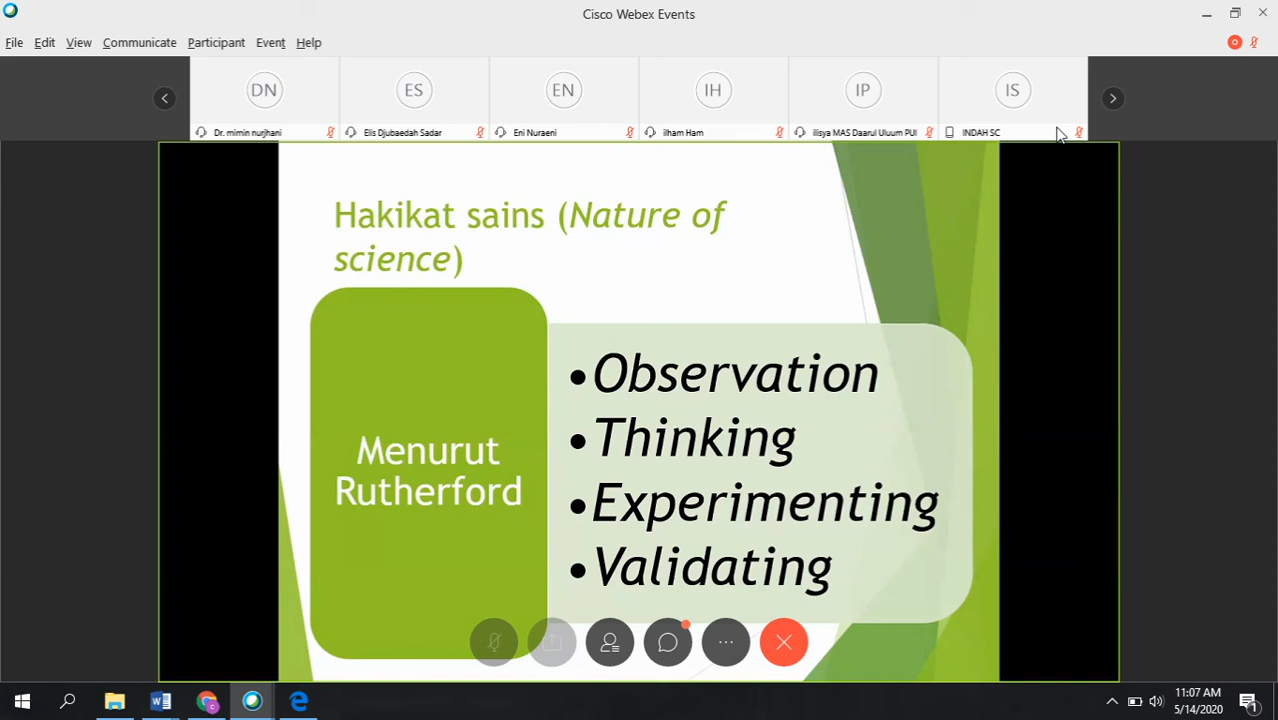 Cisco Webex Events
File Edit View Communicate Participant Event Help
DN ES EN IH IP IS
Dr. mimin nurjhani Elis Djubaedah Sadar Eni Nuraeni ilham Ham ilisya MAS Daarul Uluum PUI INDAH SC
Hakikat sains (Nature of
science)
Menurut
Rutherford
•Observation
•Thinking
•Experimenting
•Validating
11:07 AM
5/14/2020
1